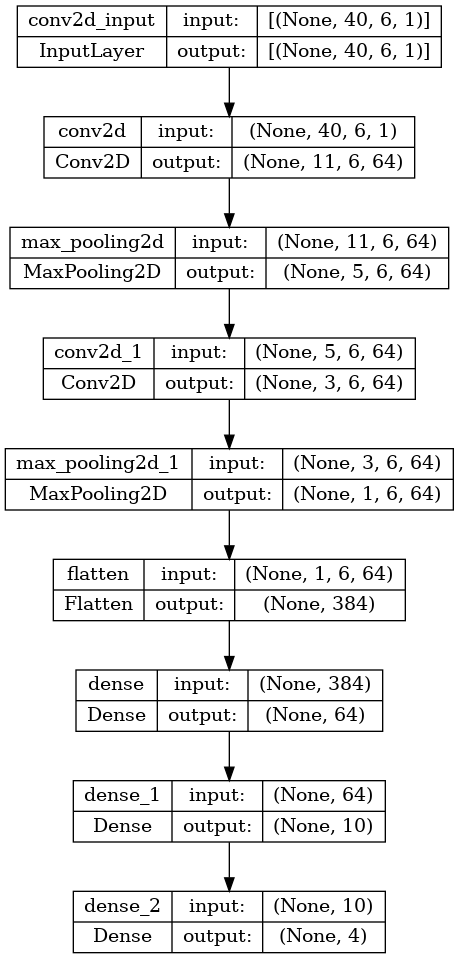 conv2d_input input: [(None, 40, 6, 1)]
InputLayer output: [(None, 40, 6, 1)]
conv2d input: (None, 40, 6, 1)
Conv2D output: (None, 11, 6, 64)
max_pooling2d input: (None, 11, 6, 64)
MaxPooling2D output: (None, 5, 6, 64)
conv2d_1 input: (None, 5, 6, 64)
Conv2D output: (None, 3, 6, 64)
max_pooling2d_1 input: (None, 3, 6, 64)
MaxPooling2D output: (None, 1, 6, 64)
flatten input: (None, 1, 6, 64)
Flatten output: (None, 384)
dense input: (None, 384)
Dense output: (None, 64)
dense_1 input: (None, 64)
Dense output: (None, 10)
dense_2 input: (None, 10)
Dense output: (None, 4)